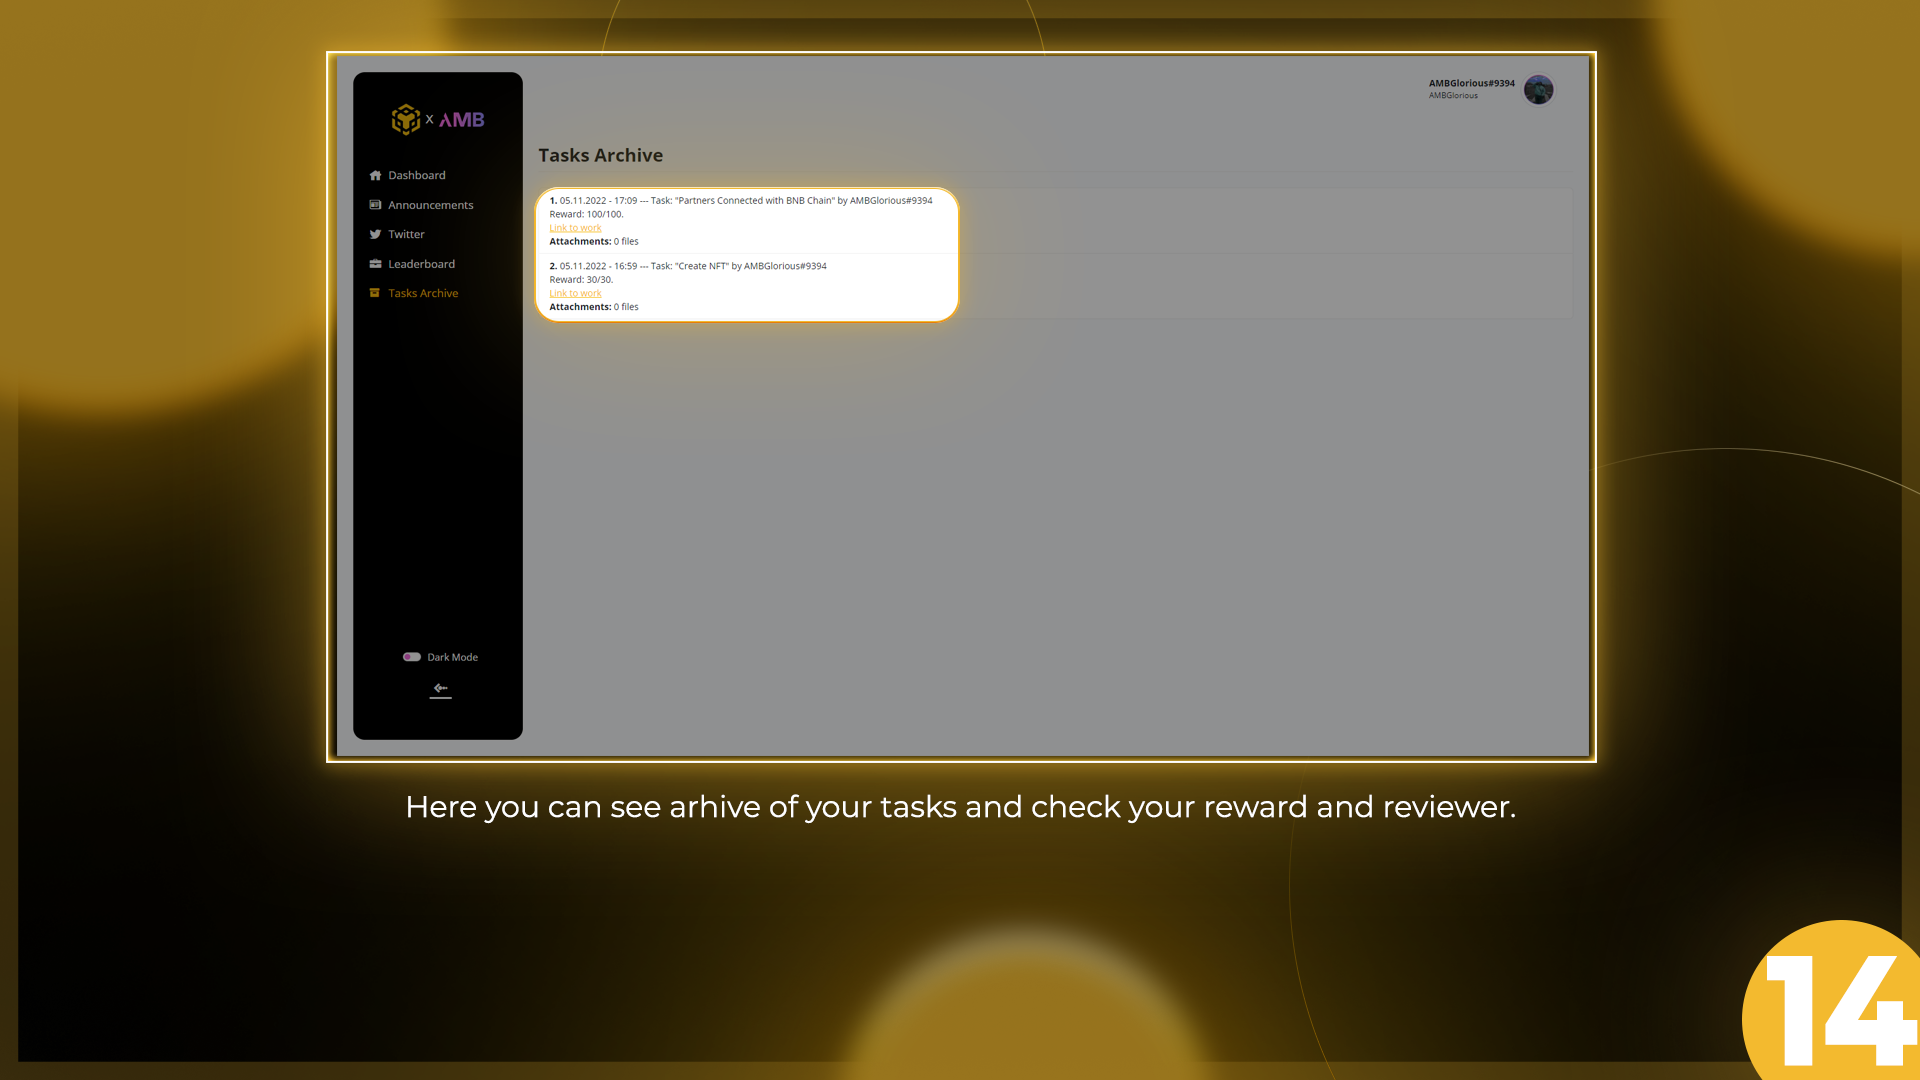 x AMB
AMBGlorious#9394
AMBGlorious
Dashboard
Announcements
Twitter
Leaderboard
Tasks Archive
Dark Mode
Tasks Archive
1. 05.11.2022 - 17:09 --- Task: "Partners Connected with BNB Chain" by AMBGlorious#9394
Reward: 100/100.
Link to work
Attachments: 0 files
2. 05.11.2022 - 16:59 --- Task: "Create NFT" by AMBGlorious#9394
Reward: 30/30.
Link to work
Attachments: 0 files
Here you can see arhive of your tasks and check your reward and reviewer.
14